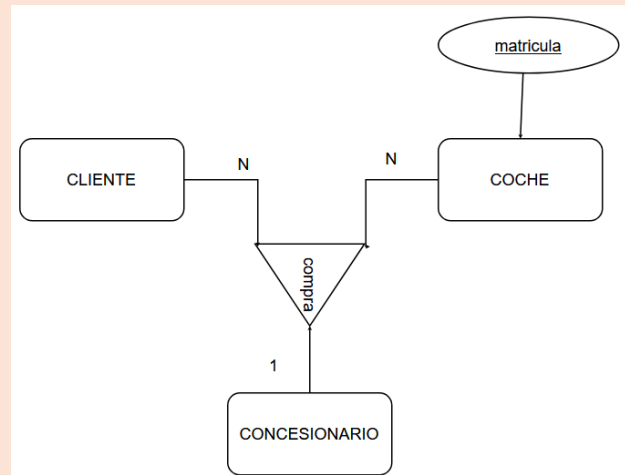 matricula
CLIENTE
N
N
COCHE
compra
1
CONCESIONARIO